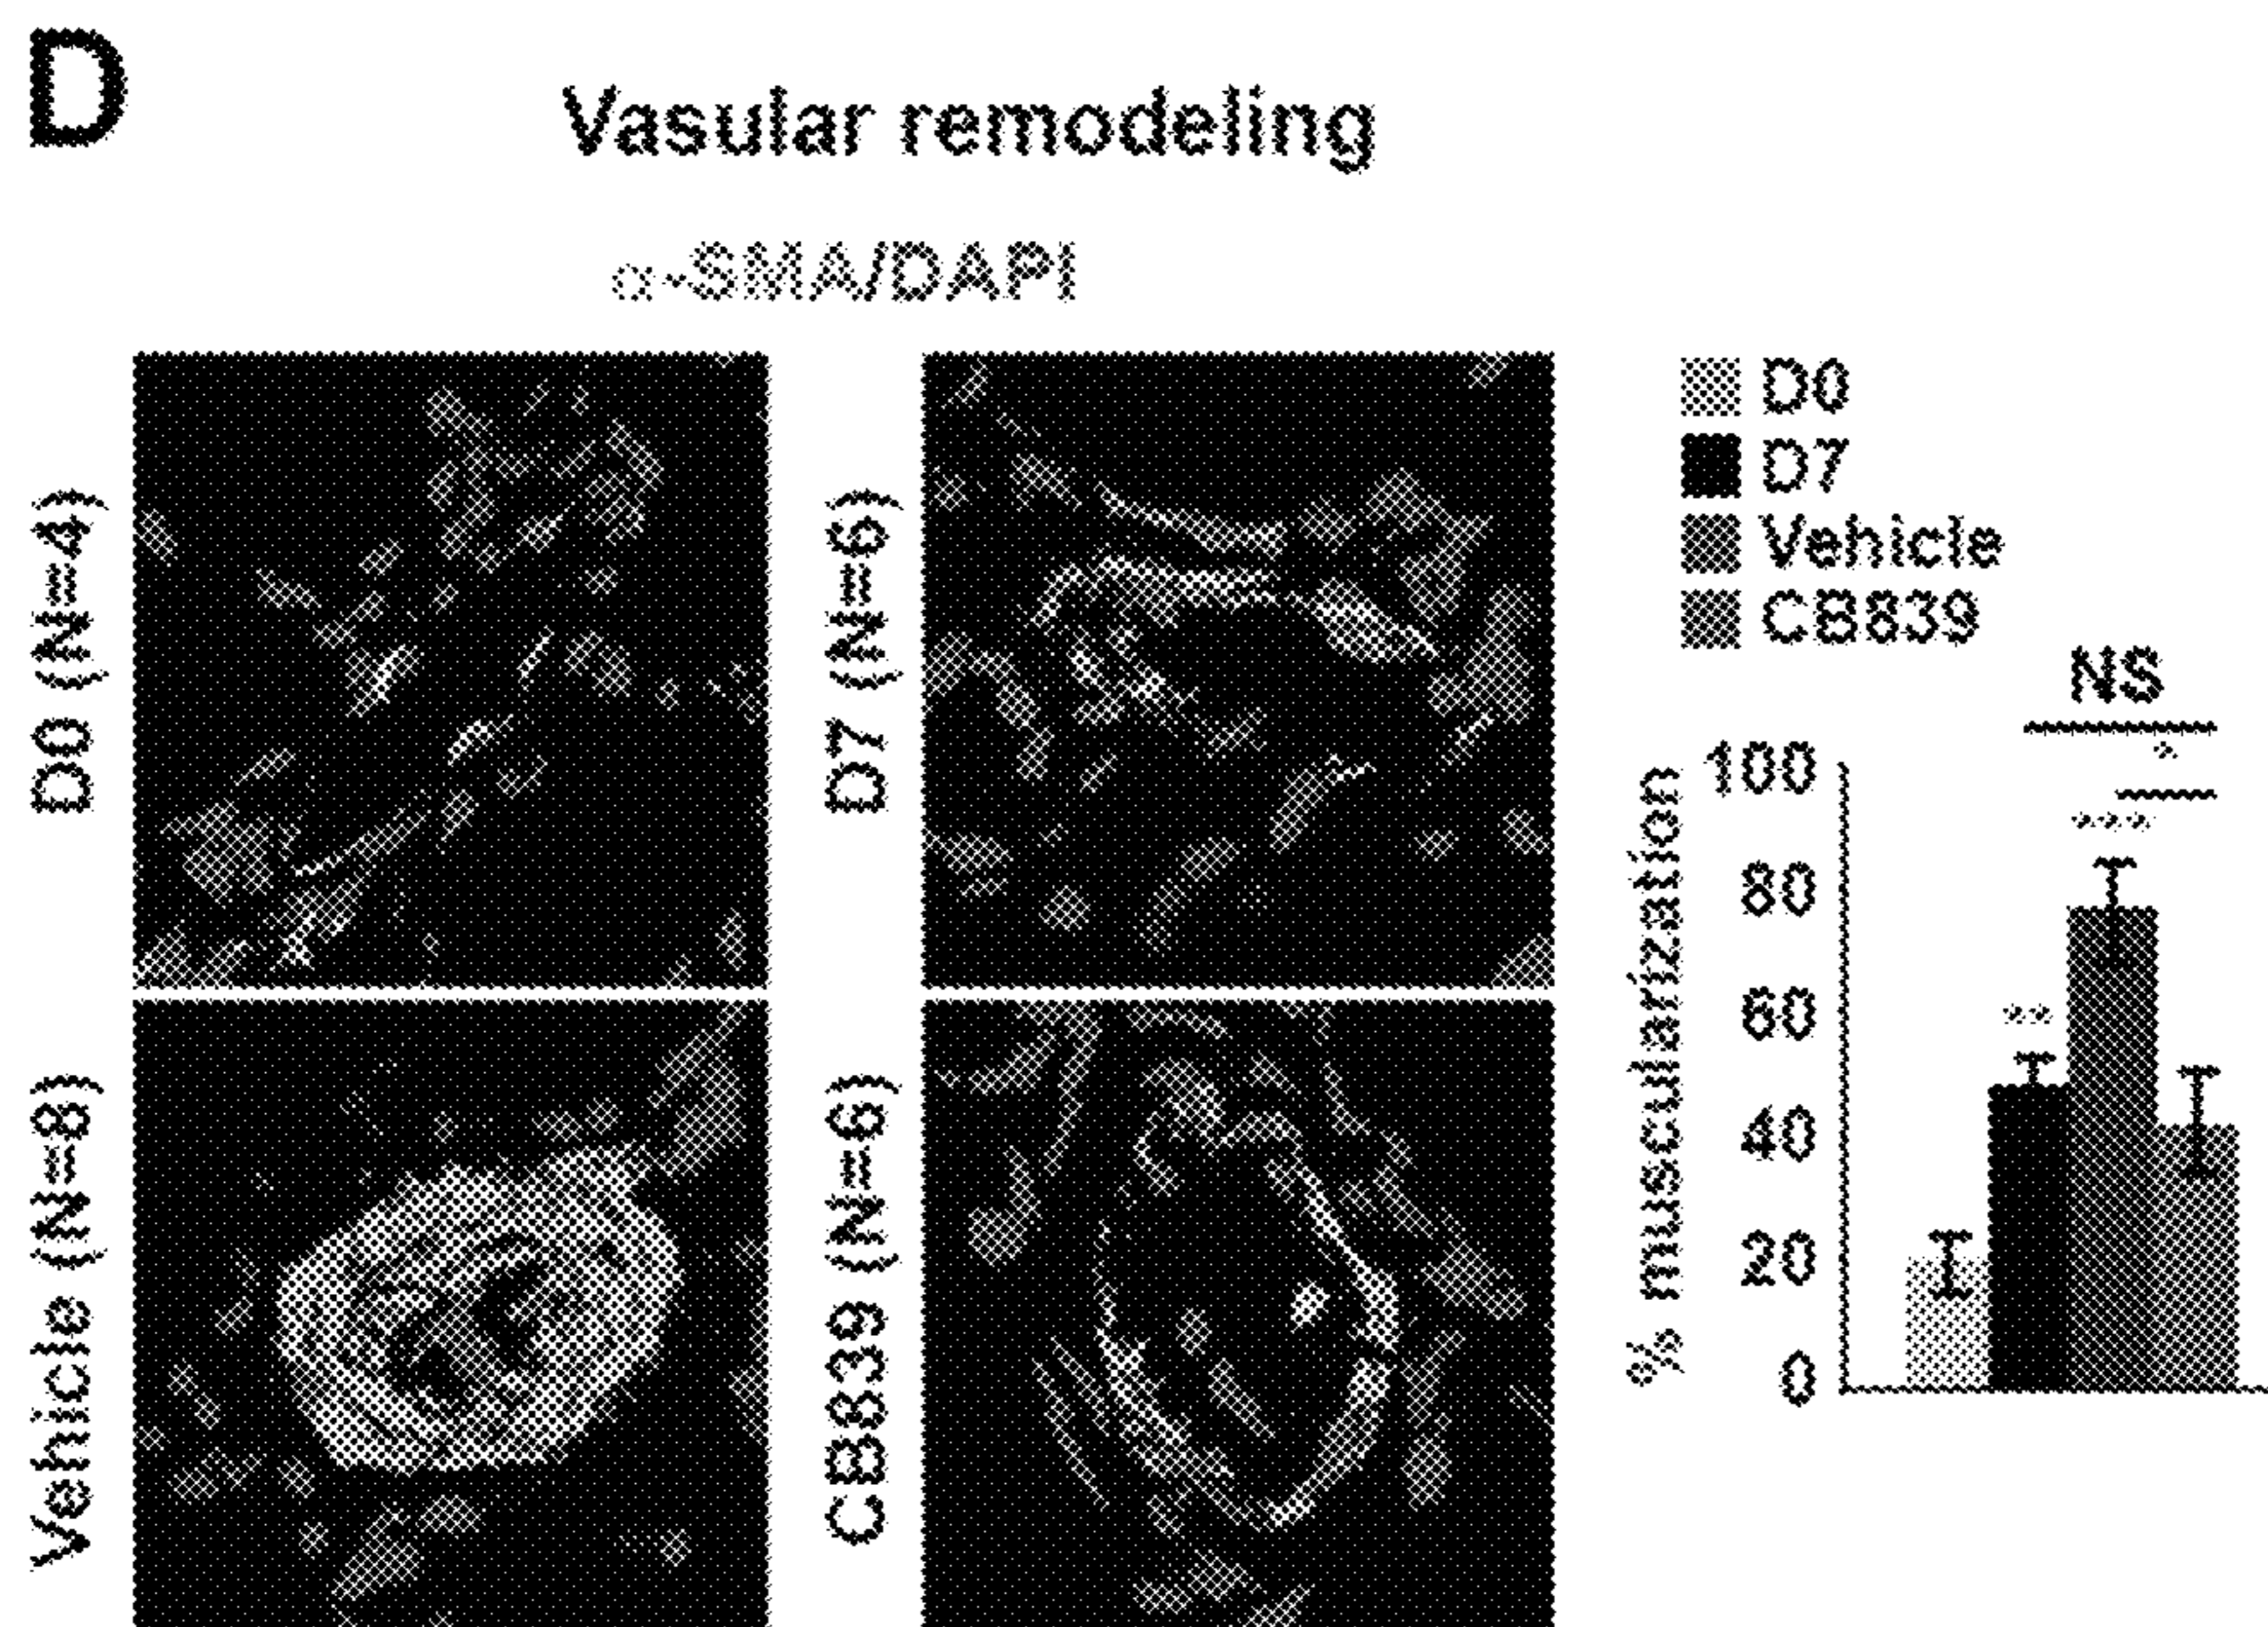 D
Vasular remodeling
α-SMA/DAPI
D0 (N=4)
D7 (N=6)
Vehicle (N=8)
CB839 (N=6)
D0
D7
Vehicle
CB839
NS
*
***
**
% muscularization
100
80
60
40
20
0